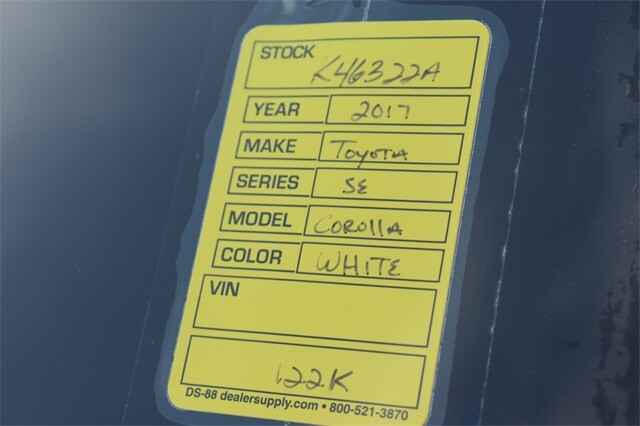 STOCK K46322A
YEAR 2017
MAKE TOYOTA
SERIES SE
MODEL COROLLA
COLOR WHITE
VIN
122K
DS-88 dealersupply.com • 800-521-3870